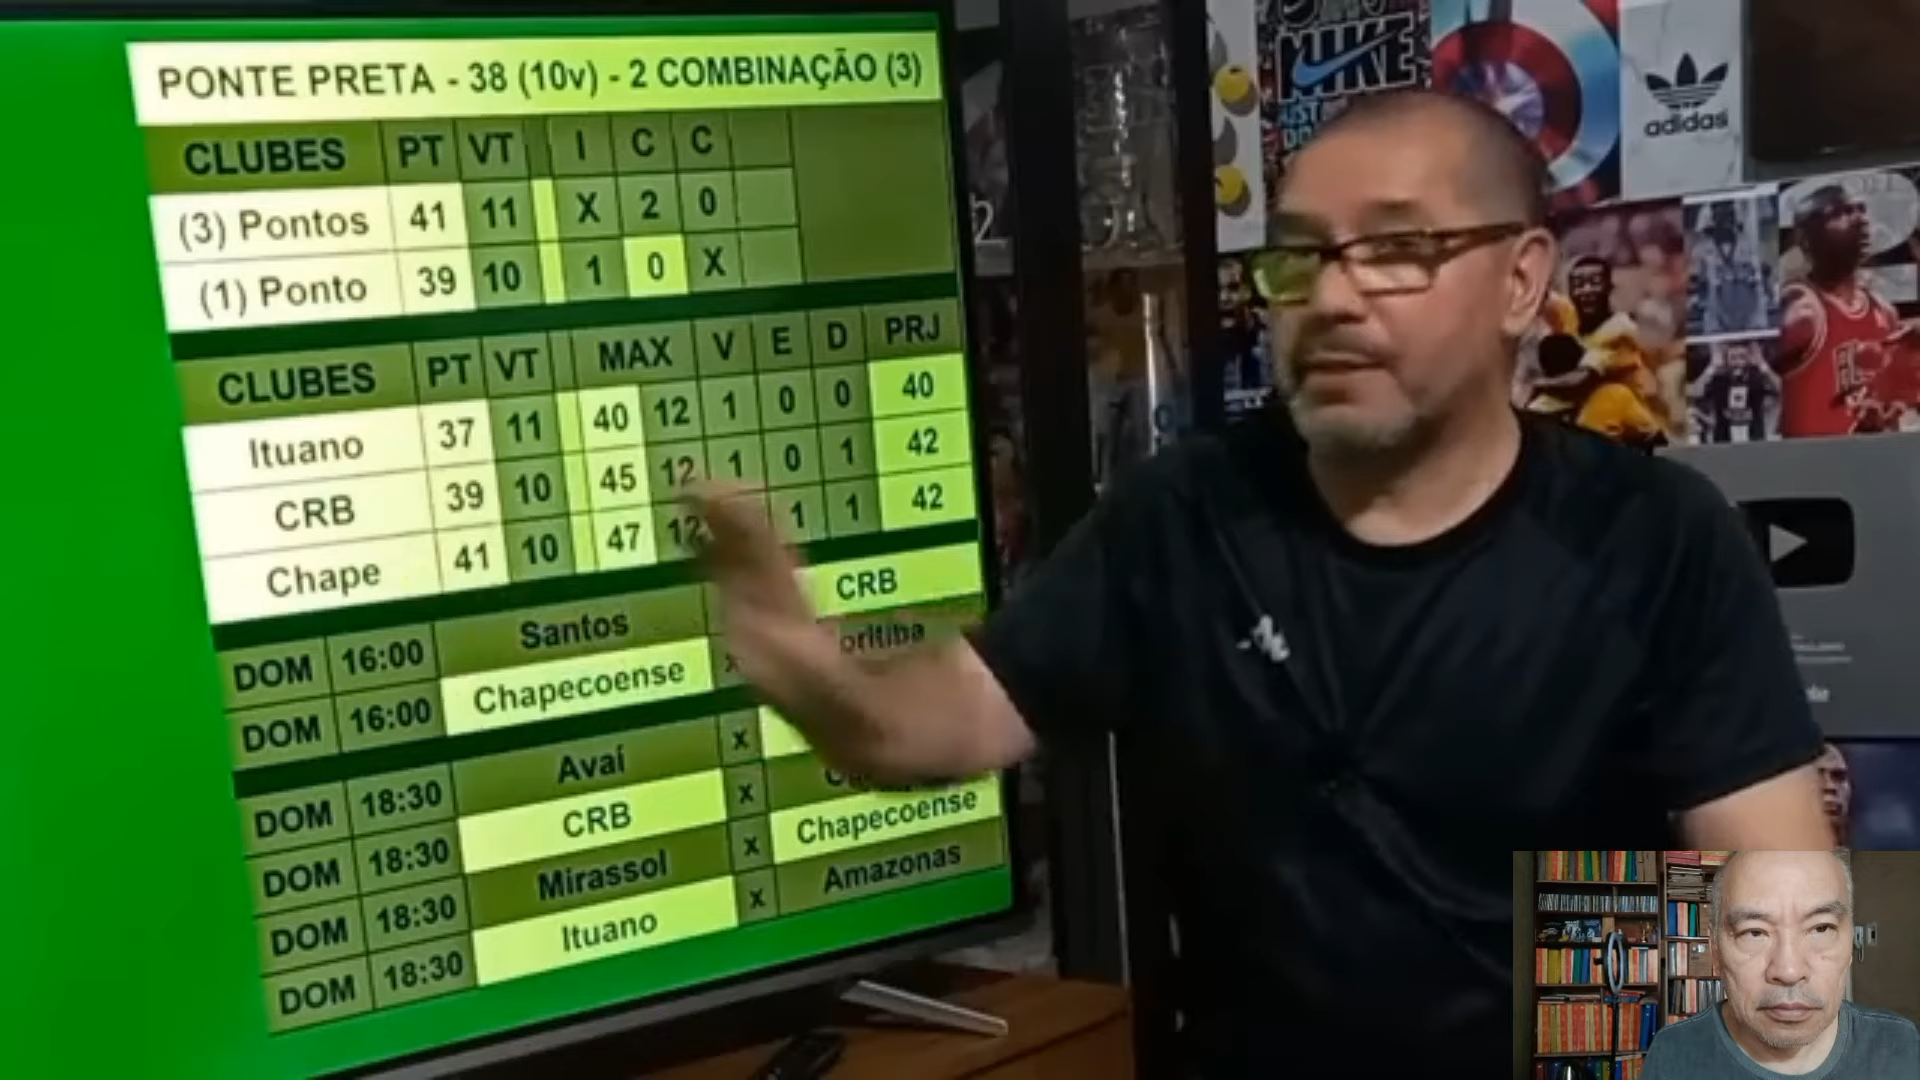 PONTE PRETA - 38 (10v) - 2 COMBINAÇÃO (3)
CLUBES PT VT I C C
(3) Pontos 41 11 X 2 0
(1) Ponto 39 10 1 0 X
CLUBES PT VT MAX V E D PRJ
Ituano 37 11 40 12 1 0 0 40
CRB 39 10 45 12 1 0 1 42
Chape 41 10 47 12 1 1 42
DOM 16:00 Santos CRB
DOM 16:00 Chapecoense x oritiba
DOM 18:30 Avaí x
DOM 18:30 CRB x
DOM 18:30 Mirassol x Chapecoense
DOM 18:30 Ituano x Amazonas
NIKE
JUST
DO
adidas